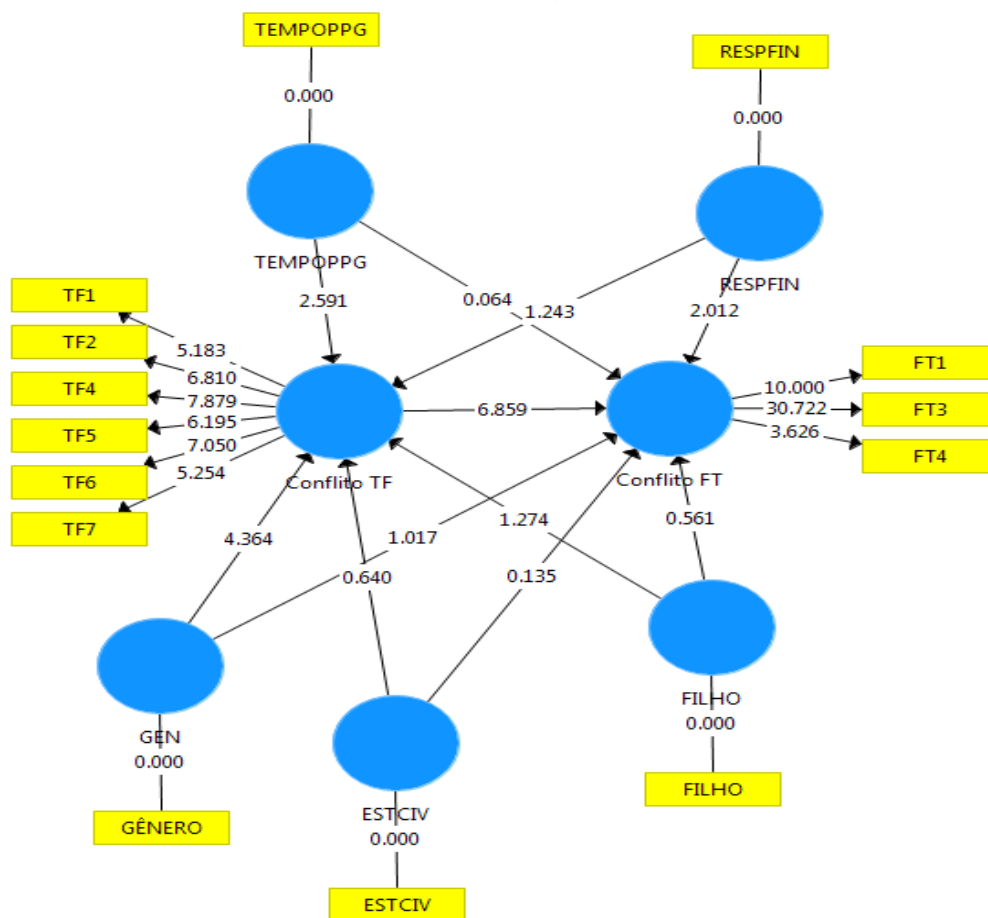 TEMPOPPG
RESPFIN
0.000
0.000
TEMPOPPG
RESPFIN
2.591
0.064
1.243
2.012
TF1
TF2
TF4
TF5
TF6
TF7
5.183
6.810
7.879
6.195
7.050
5.254
6.859
10.000
30.722
3.626
FT1
FT3
FT4
Conflito TF
Conflito FT
4.364
1.017
0.640
1.274
0.135
0.561
GEN
0.000
GÊNERO
ESTCIV
0.000
ESTCIV
FILHO
0.000
FILHO